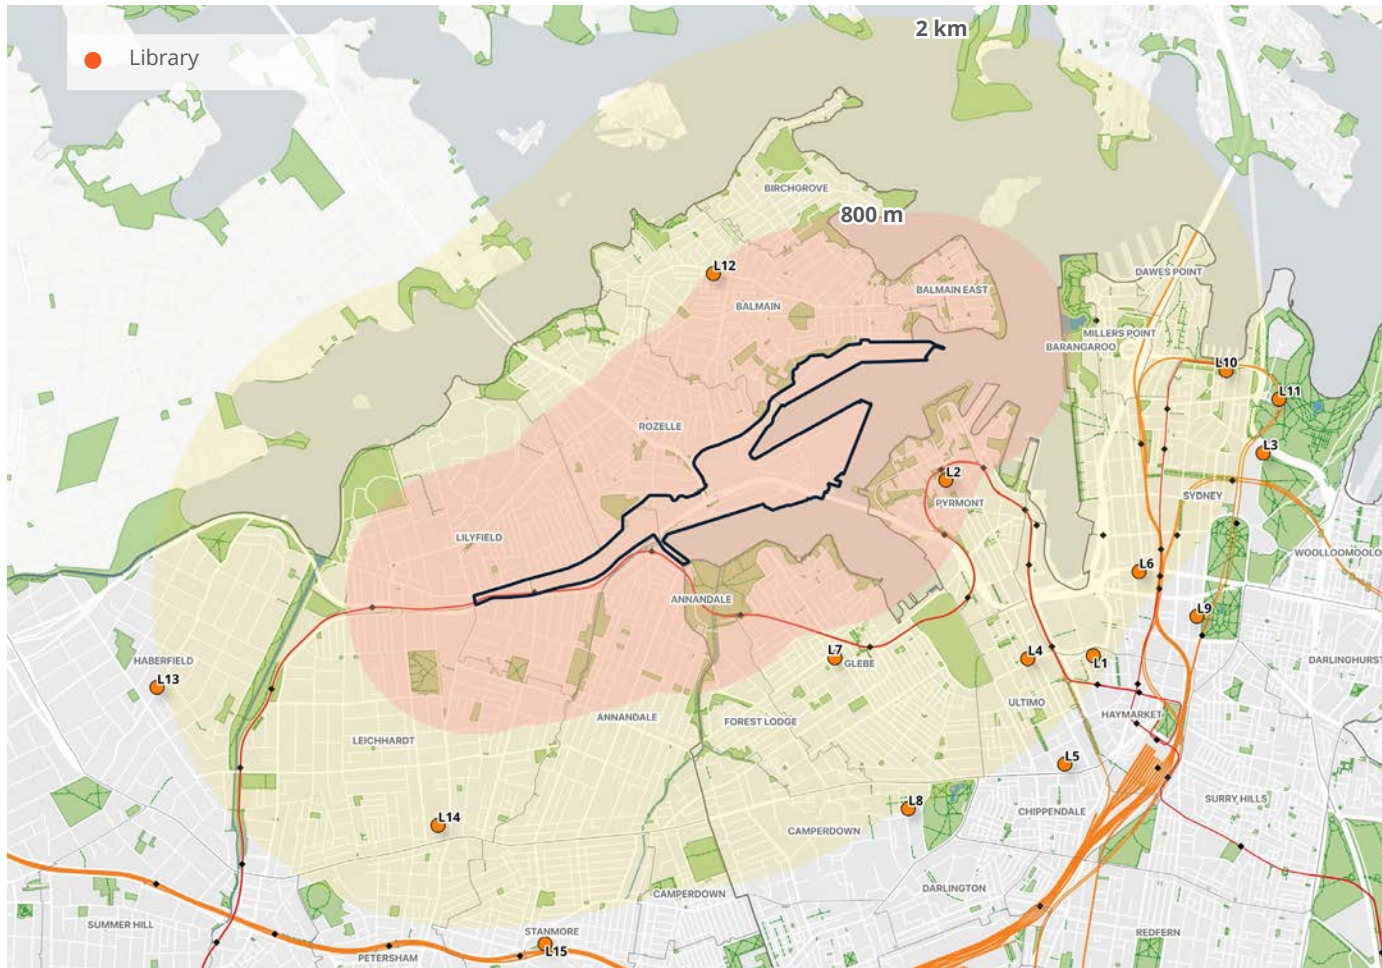 2 km
Library
BIRCHGROVE
800 m
L12
DAWES POINT
BALMAIN EAST
BALMAIN
MILLERS POINT
BARANGAROO
L10
L11
ROZELLE
L3
L2
SYDNEY
PYRMONT
LILYFIELD
WOOLLOOMOOLO
L6
ANNANDALE
L9
L7
L4
L1
HABERFIELD
GLEBE
DARLINGHURST
L13
ULTIMO
ANNANDALE
FOREST LODGE
HAYMARKET
LEICHHARDT
L5
L8
SURRY HILLS
CHIPPENDALE
L14
CAMPERDOWN
DARLINGTON
CAMPERDOWN
SUMMER HILL
STANMORE
REDFERN
L15
PETERSHAM